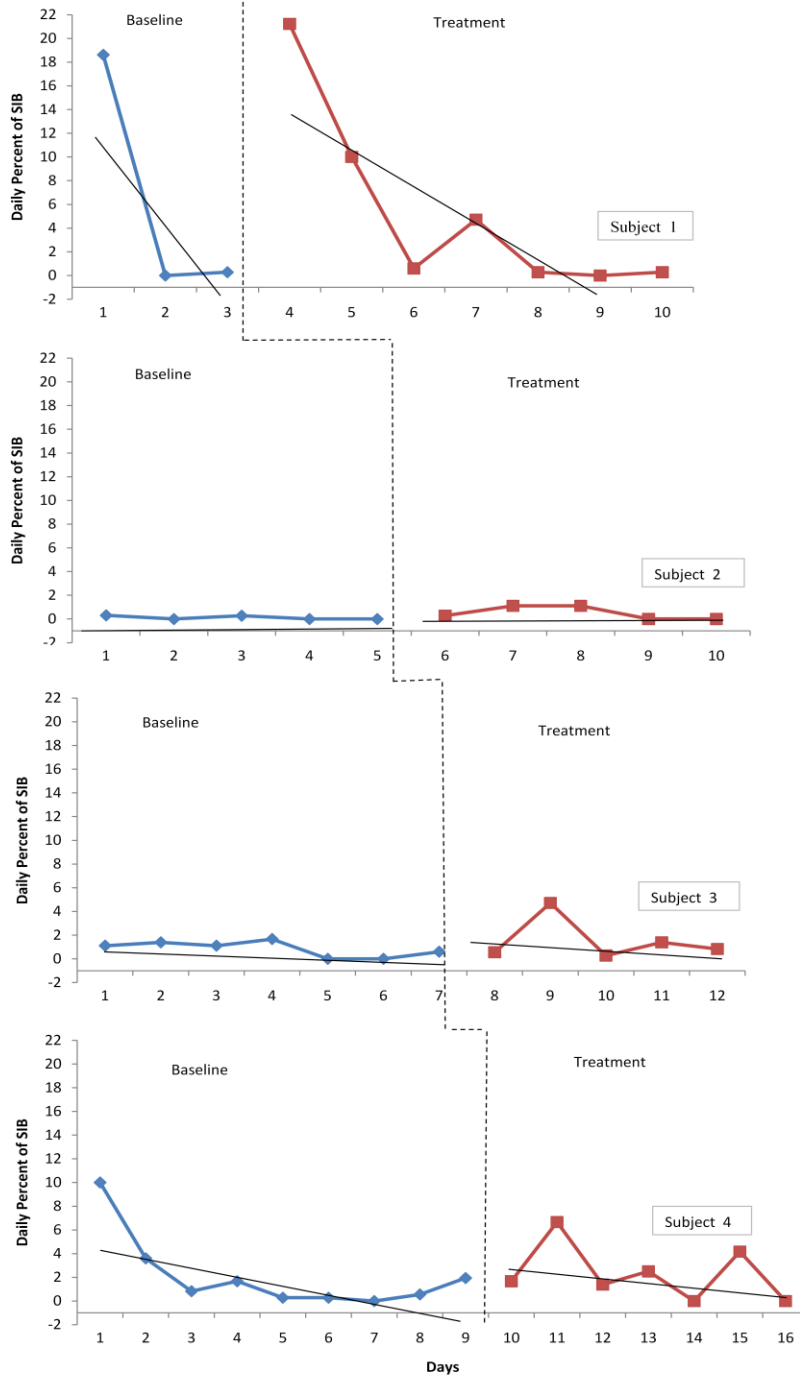 Baseline
Treatment
Daily Percent of SIB
22
20
18
16
14
12
10
8
6
4
2
0
-2
Subject 1
1 2 3 4 5 6 7 8 9 10
Baseline
Treatment
Daily Percent of SIB
22
20
18
16
14
12
10
8
6
4
2
0
-2
Subject 2
1 2 3 4 5 6 7 8 9 10
Baseline
Treatment
Daily Percent of SIB
22
20
18
16
14
12
10
8
6
4
2
0
-2
Subject 3
1 2 3 4 5 6 7 8 9 10 11 12
Baseline
Treatment
Daily Percent of SIB
22
20
18
16
14
12
10
8
6
4
2
0
-2
Subject 4
1 2 3 4 5 6 7 8 9 10 11 12 13 14 15 16
Days